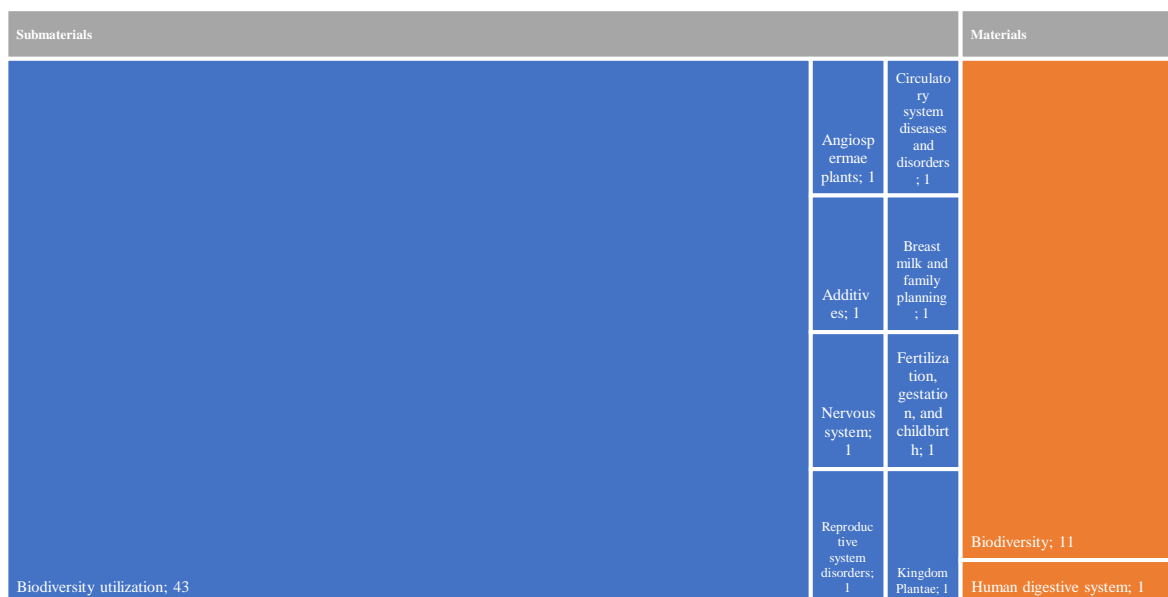 Submaterials
Biodiversity utilization; 43
Angiosp
ermae
plants; 1
Additiv
es; 1
Nervous
system;
1
Reproduc
tive
system
disorders;
1
Circulato
ry
system
diseases
and
disorders
; 1
Breast
milk and
family
planning
; 1
Fertiliza
tion,
gestatio
n, and
childbirt
h; 1
Kingdom
Plantae; 1
Materials
Biodiversity; 11
Human digestive system; 1